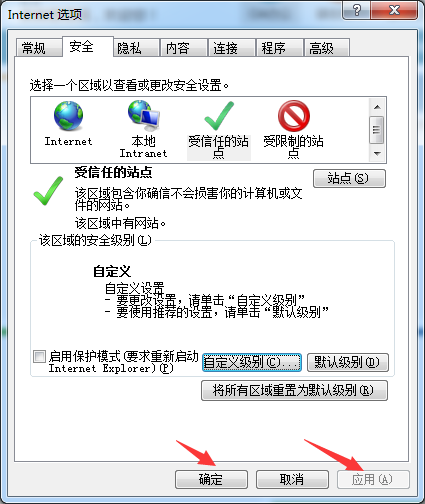 Internet 选项
常规 安全 隐私 内容 连接 程序 高级
选择一个区域以查看或更改安全设置。
Internet 本地 受信任的站 受限制的站
Intranet 点 点
受信任的站点
站点(S)
该区域包含你确信不会损害你的计算机或文
件的网站。
该区域中有网站。
该区域的安全级别(L)
自定义
自定义设置
- 要更改设置,请单击“自定义级别”
- 要使用推荐的设置,请单击“默认级别”
启用保护模式(要求重新启动
Internet Explorer)(P)
自定义级别(C)... 默认级别(D)
将所有区域重置为默认级别(R)
确定 取消 应用(A)